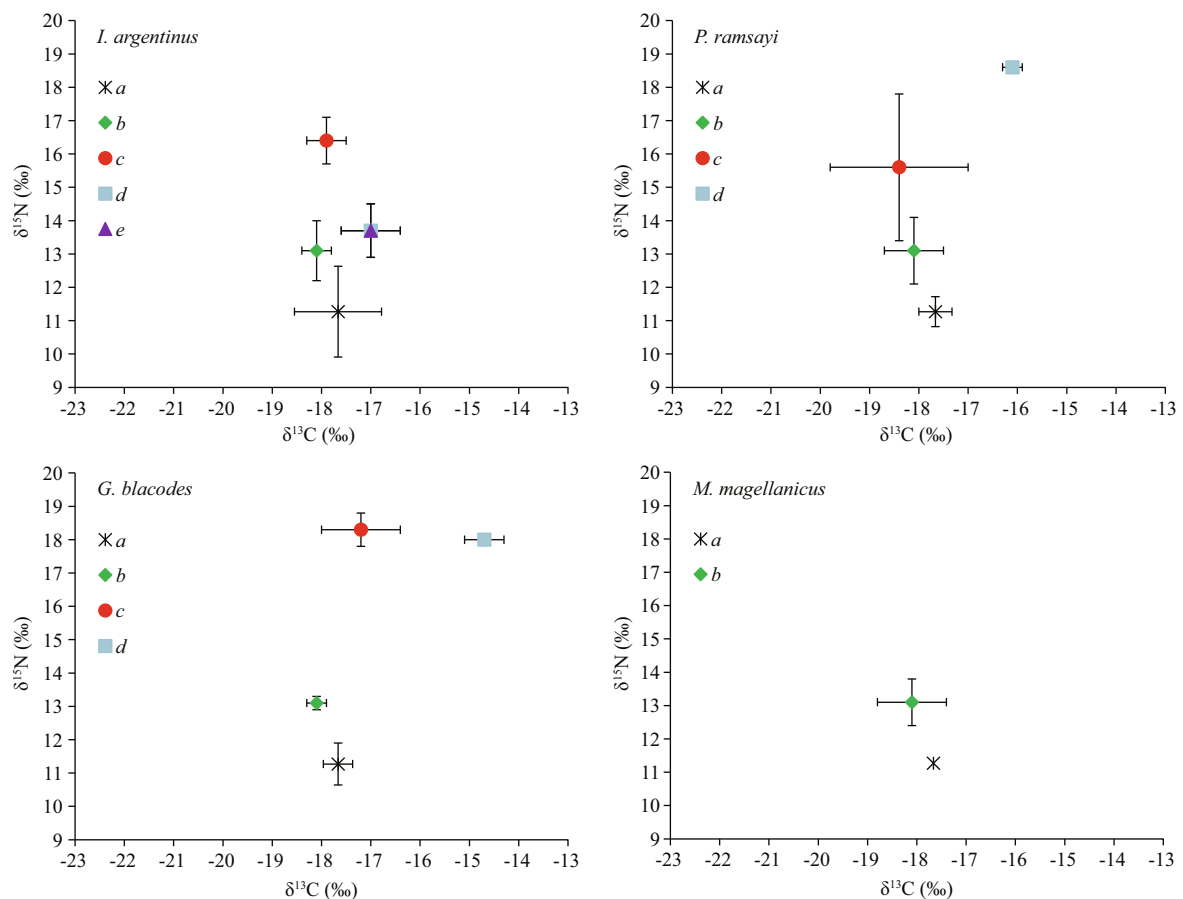 I. argentinus
a
b
c
d
e
20
19
18
17
16
15
14
13
12
11
10
9
δ¹⁵N (‰)
-23 -22 -21 -20 -19 -18 -17 -16 -15 -14 -13
δ¹³C (‰)
P. ramsayi
a
b
c
d
20
19
18
17
16
15
14
13
12
11
10
9
δ¹⁵N (‰)
-23 -22 -21 -20 -19 -18 -17 -16 -15 -14 -13
δ¹³C (‰)
G. blacodes
a
b
c
d
20
19
18
17
16
15
14
13
12
11
10
9
δ¹⁵N (‰)
-23 -22 -21 -20 -19 -18 -17 -16 -15 -14 -13
δ¹³C (‰)
M. magellanicus
a
b
20
19
18
17
16
15
14
13
12
11
10
9
δ¹⁵N (‰)
-23 -22 -21 -20 -19 -18 -17 -16 -15 -14 -13
δ¹³C (‰)